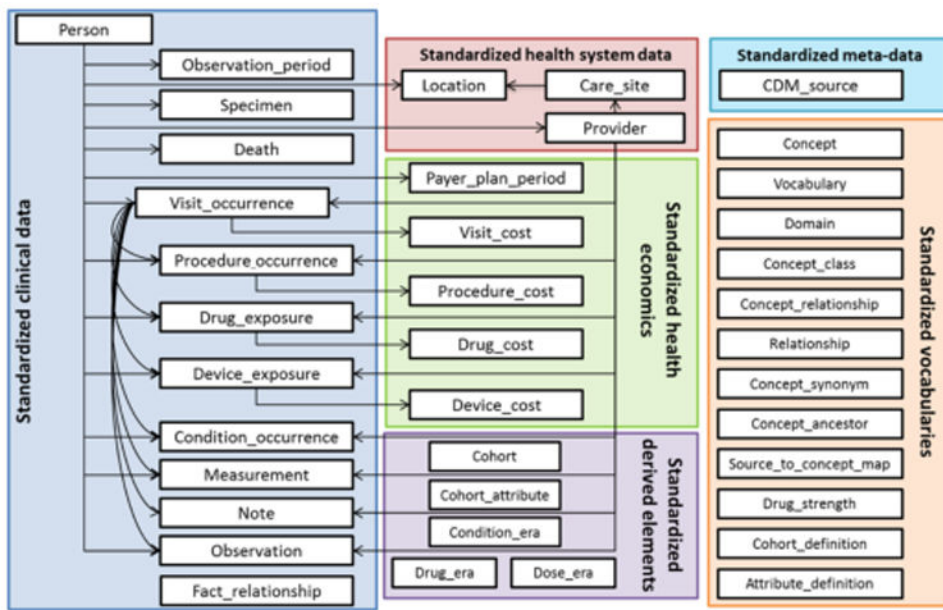 Person
Standardized clinical data
Observation_period
Specimen
Death
Visit_occurrence
Procedure_occurrence
Drug_exposure
Device_exposure
Condition_occurrence
Measurement
Note
Observation
Fact_relationship
Standardized health system data
Location
Care_site
Provider
Payer_plan_period
Visit_cost
Procedure_cost
Drug_cost
Device_cost
Standardized health
economics
Cohort
Cohort_attribute
Condition_era
Drug_era
Dose_era
Standardized
derived elements
Standardized meta-data
CDM_source
Concept
Vocabulary
Domain
Concept_class
Concept_relationship
Relationship
Concept_synonym
Concept_ancestor
Source_to_concept_map
Drug_strength
Cohort_definition
Attribute_definition
Standardized vocabularies